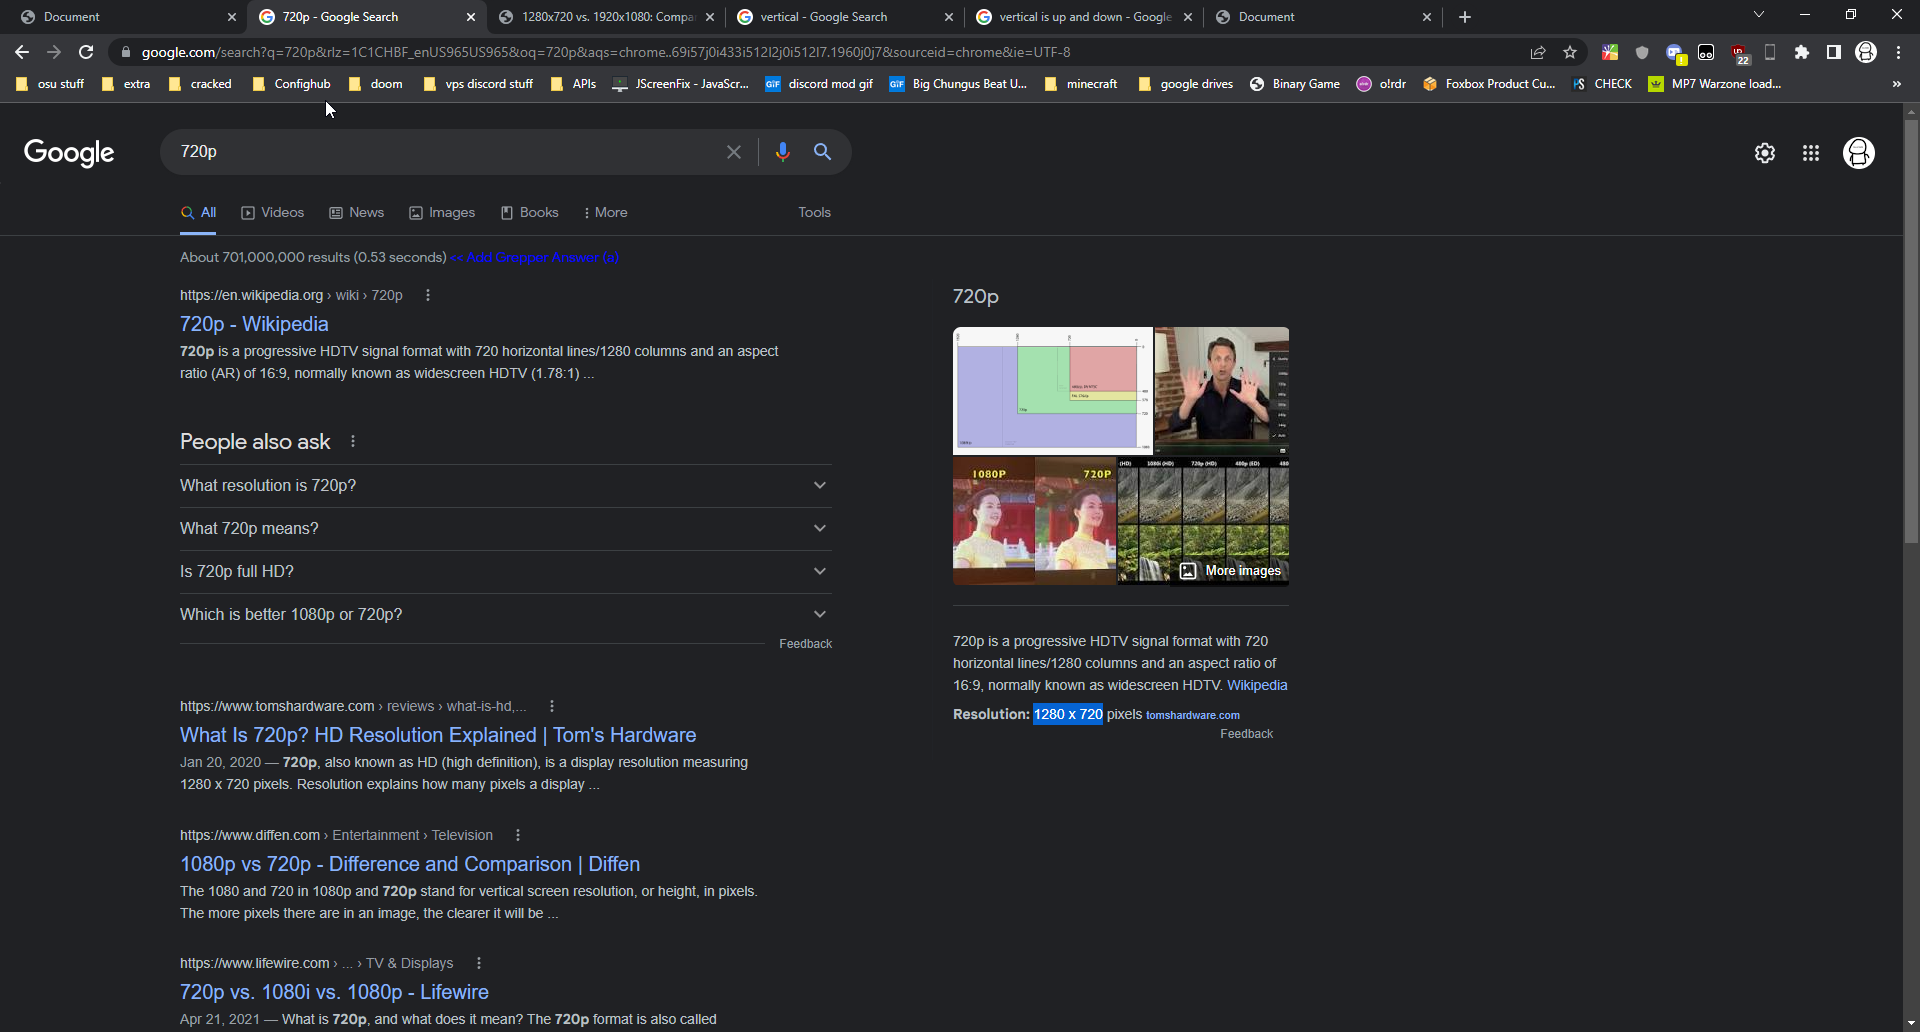 Document
720p - Google Search
1280x720 vs. 1920x1080: Compa
vertical - Google Search
vertical is up and down - Google
Document
google.com/search?q=720p&rlz=1C1CHBF_enUS965US965&oq=720p&aqs=chrome..69i57j0i433i512l2j0i512l7.1960j0j7&sourceid=chrome&ie=UTF-8
22
osu stuff
extra
cracked
Confighub
doom
vps discord stuff
APIs
JScreenFix - JavaScr...
GIF
discord mod gif
GIF
Big Chungus Beat U...
minecraft
google drives
Binary Game
o!rdr
Foxbox Product Cu...
CHECK
MP7 Warzone load...
»
Google
720p
All
Videos
News
Images
Books
More
Tools
About 701,000,000 results (0.53 seconds) << Add Grepper Answer (a)
https://en.wikipedia.org › wiki › 720p
720p - Wikipedia
720p is a progressive HDTV signal format with 720 horizontal lines/1280 columns and an aspect
ratio (AR) of 16:9, normally known as widescreen HDTV (1.78:1) ...
People also ask
What resolution is 720p?
What 720p means?
Is 720p full HD?
Which is better 1080p or 720p?
Feedback
https://www.tomshardware.com › reviews › what-is-hd,...
What Is 720p? HD Resolution Explained | Tom's Hardware
Jan 20, 2020 — 720p, also known as HD (high definition), is a display resolution measuring
1280 x 720 pixels. Resolution explains how many pixels a display ...
https://www.diffen.com › Entertainment › Television
1080p vs 720p - Difference and Comparison | Diffen
The 1080 and 720 in 1080p and 720p stand for vertical screen resolution, or height, in pixels.
The more pixels there are in an image, the clearer it will be ...
https://www.lifewire.com › ... › TV & Displays
720p vs. 1080i vs. 1080p - Lifewire
Apr 21, 2021 — What is 720p, and what does it mean? The 720p format is also called
720p
1080P
720P
(HD)
1080i (HD)
720p (HD)
480p (ED)
480
More images
720p is a progressive HDTV signal format with 720
horizontal lines/1280 columns and an aspect ratio of
16:9, normally known as widescreen HDTV. Wikipedia
Resolution: 1280 x 720 pixels tomshardware.com
Feedback